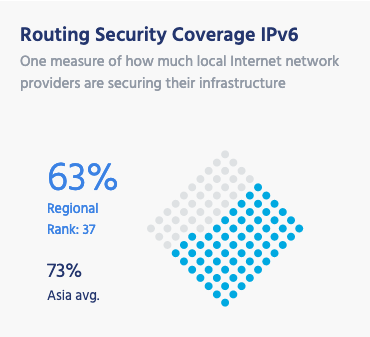 Routing Security Coverage IPv6
One measure of how much local Internet network
providers are securing their infrastructure
63%
Regional
Rank: 37
73%
Asia avg.